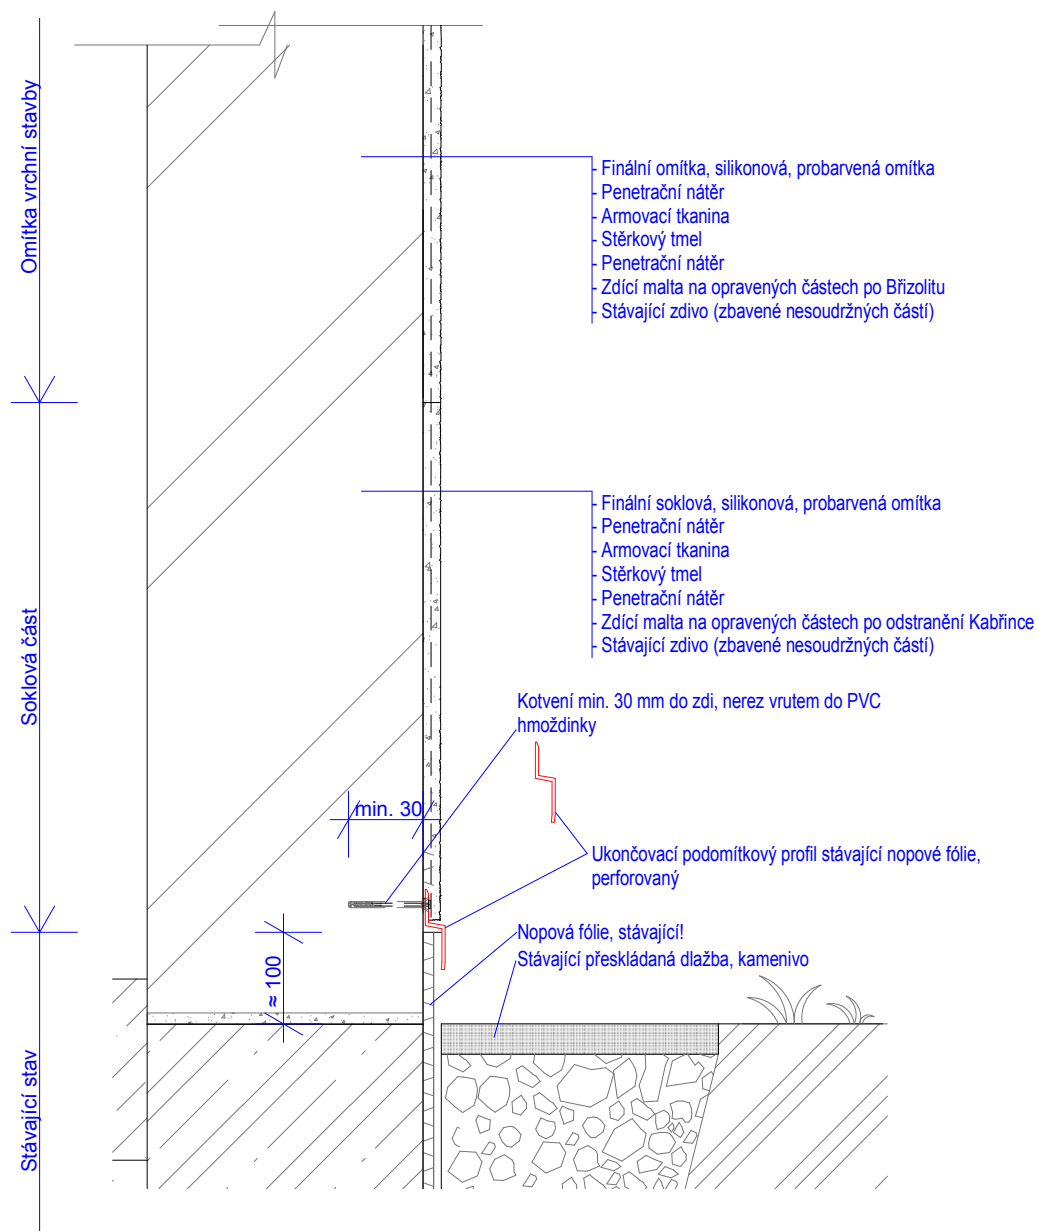 Omítka vrchní stavby
- Finální omítka, silikonová, probarvená omítka
- Penetrační nátěr
- Armovací tkanina
- Stěrkový tmel
- Penetrační nátěr
- Zdící malta na opravených částech po Břizolitu
- Stávající zdivo (zbavené nesoudržných částí)
Soklová část
- Finální soklová, silikonová, probarvená omítka
- Penetrační nátěr
- Armovací tkanina
- Stěrkový tmel
- Penetrační nátěr
- Zdící malta na opravených částech po odstranění Kabřince
- Stávající zdivo (zbavené nesoudržných částí)
Kotvení min. 30 mm do zdi, nerez vrutem do PVC
hmoždinky
min. 30
Ukončovací podomítkový profil stávající nopové fólie,
perforovaný
Nopová fólie, stávající!
Stávající přeskládaná dlažba, kamenivo
≈ 100
Stávající stav